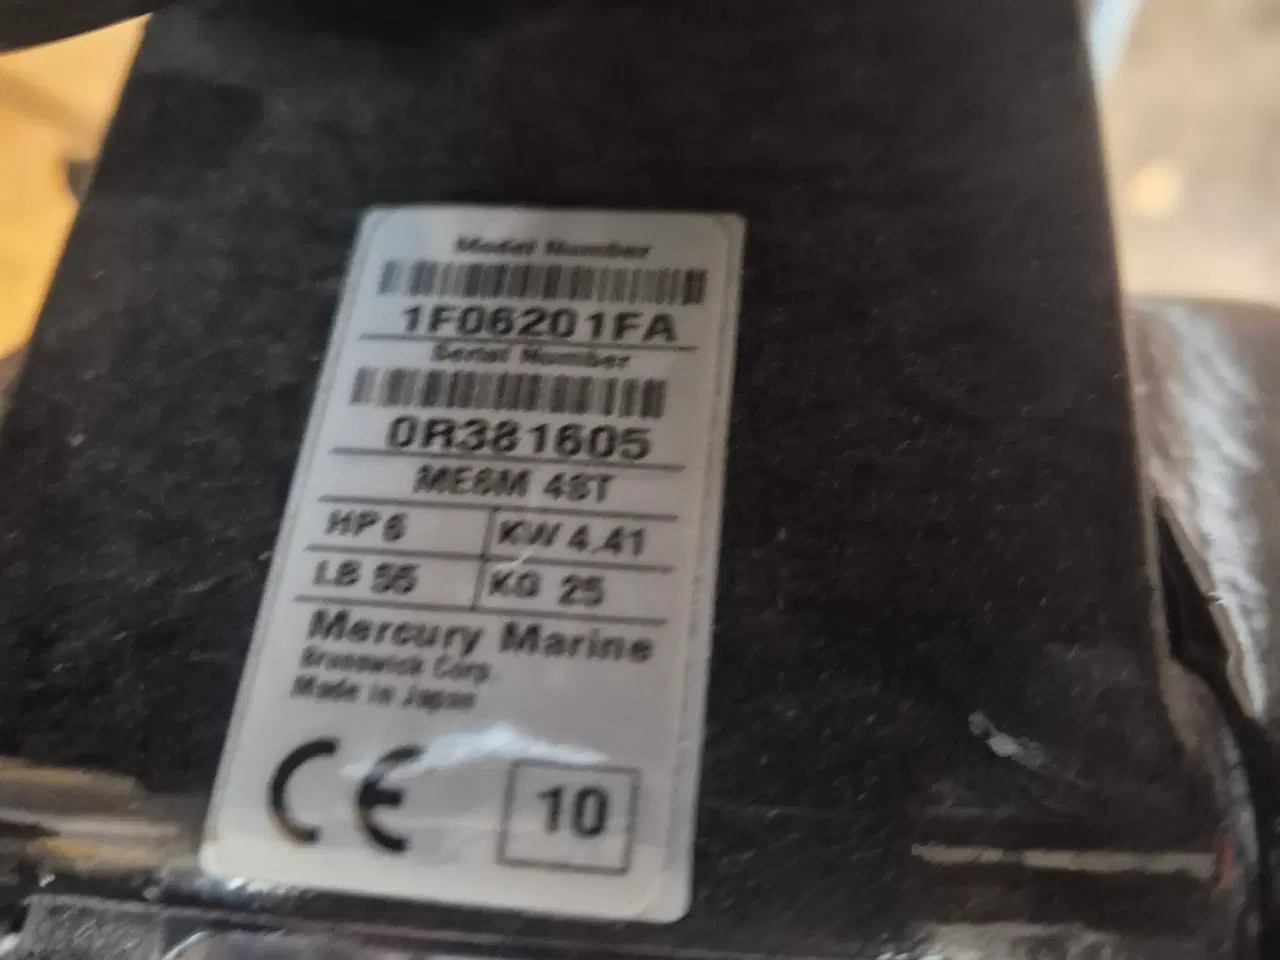 Model Number
1F06201FA
Serial Number
0R381605
ME6M 4ST
HP 6 KW 4.41
LB 55 KG 25
Mercury Marine
Brunswick Corp.
Made in Japan
CE 10